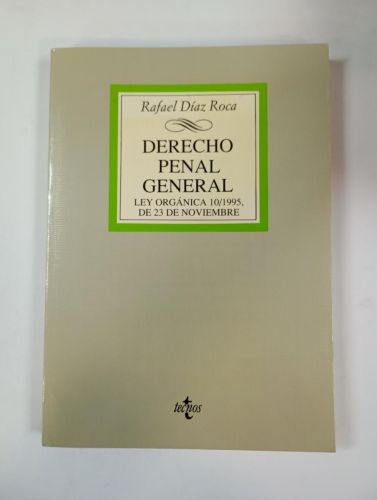 Rafael Díaz Roca
DERECHO
PENAL
GENERAL
LEY ORGÁNICA 10/1995,
DE 23 DE NOVIEMBRE
tecnos